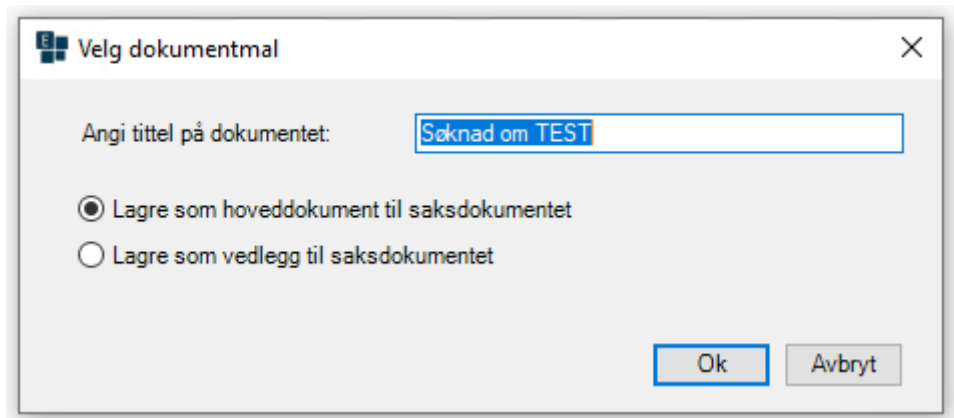 E
Velg dokumentmal
Angi tittel på dokumentet: Søknad om TEST
Lagre som hoveddokument til saksdokumentet
Lagre som vedlegg til saksdokumentet
Ok Avbryt